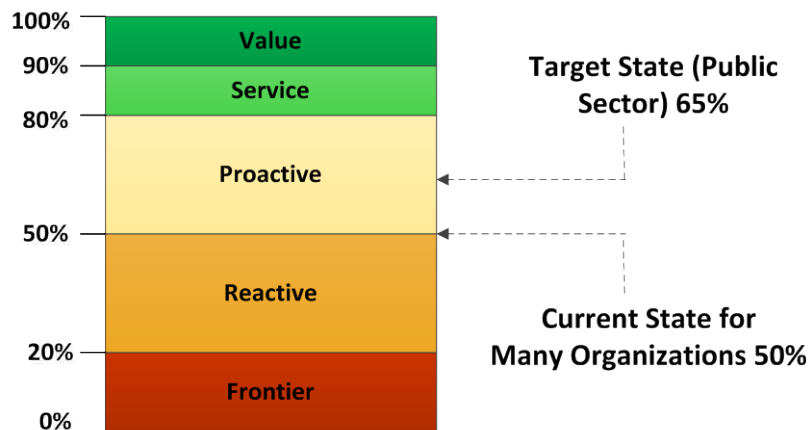 100%
Value
90%
Service
80%
Proactive
50%
Reactive
20%
Frontier
0%
Target State (Public
Sector) 65%
Current State for
Many Organizations 50%